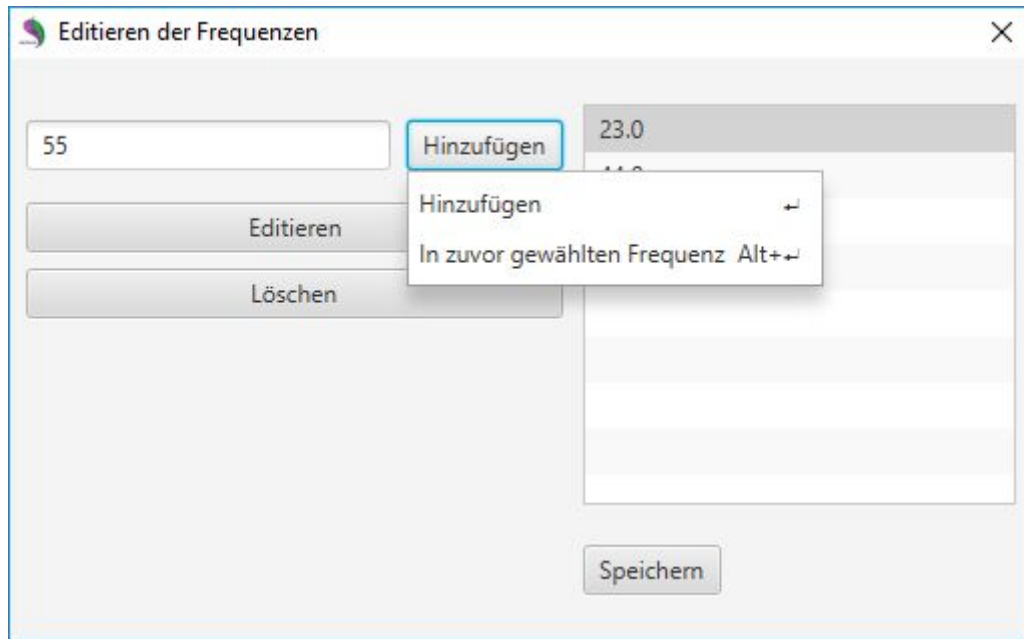 Editieren der Frequenzen
55
Hinzufügen
23.0
Hinzufügen ↵
In zuvor gewählten Frequenz Alt+↵
Editieren
Löschen
Speichern